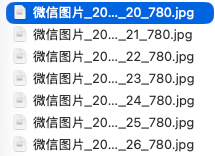 微信图片_20..._20_780.jpg
微信图片_20..._21_780.jpg
微信图片_20..._22_780.jpg
微信图片_20..._23_780.jpg
微信图片_20..._24_780.jpg
微信图片_20..._25_780.jpg
微信图片_20..._26_780.jpg